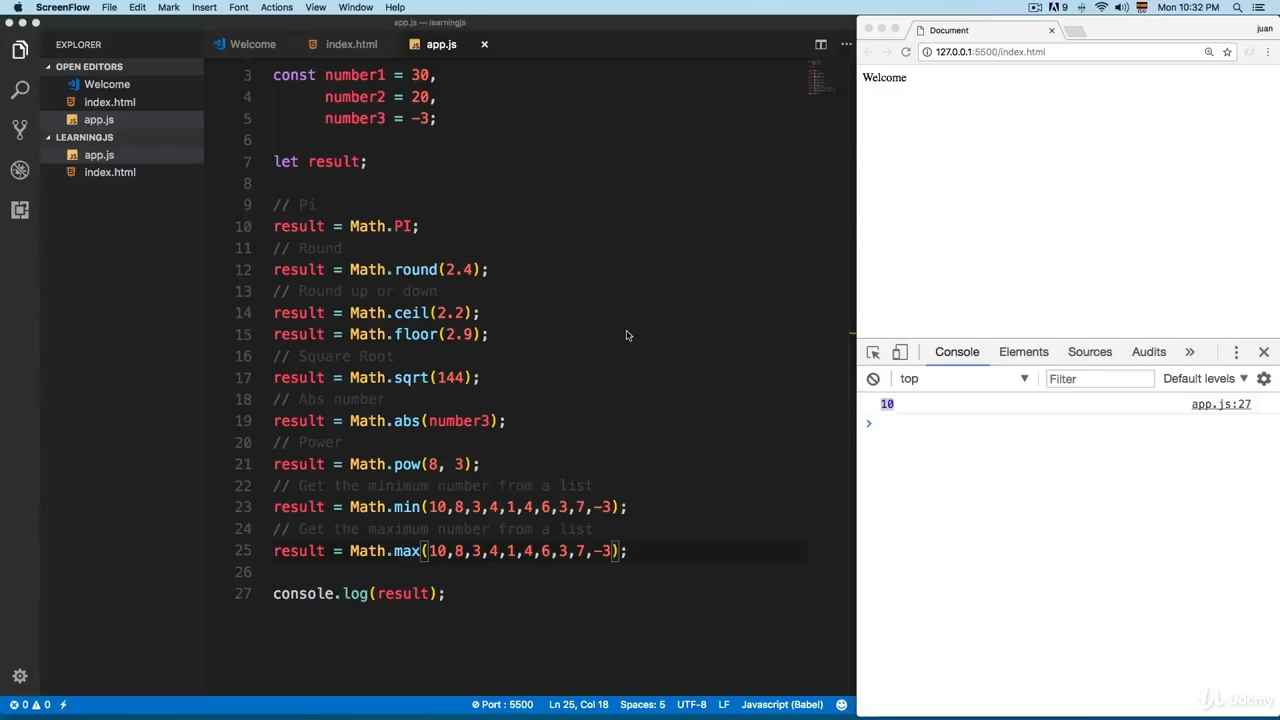 ScreenFlow File Edit Mark Insert Font Actions View Window Help 9 Mon 10:32 PM juan
app.js — learningjs
EXPLORER
OPEN EDITORS
Welcome
index.html
app.js
LEARNINGJS
app.js
index.html
Welcome index.html app.js
3 const number1 = 30,
4 number2 = 20,
5 number3 = -3;
6
7 let result;
8
9 // Pi
10 result = Math.PI;
11 // Round
12 result = Math.round(2.4);
13 // Round up or down
14 result = Math.ceil(2.2);
15 result = Math.floor(2.9);
16 // Square Root
17 result = Math.sqrt(144);
18 // Abs number
19 result = Math.abs(number3);
20 // Power
21 result = Math.pow(8, 3);
22 // Get the minimum number from a list
23 result = Math.min(10,8,3,4,1,4,6,3,7,-3);
24 // Get the maximum number from a list
25 result = Math.max(10,8,3,4,1,4,6,3,7,-3);
26
27 console.log(result);
0 0 Port : 5500 Ln 25, Col 18 Spaces: 5 UTF-8 LF Javascript (Babel)
Document juan
127.0.0.1:5500/index.html
Welcome
Console Elements Sources Audits »
top Filter Default levels
10 app.js:27
Udemy